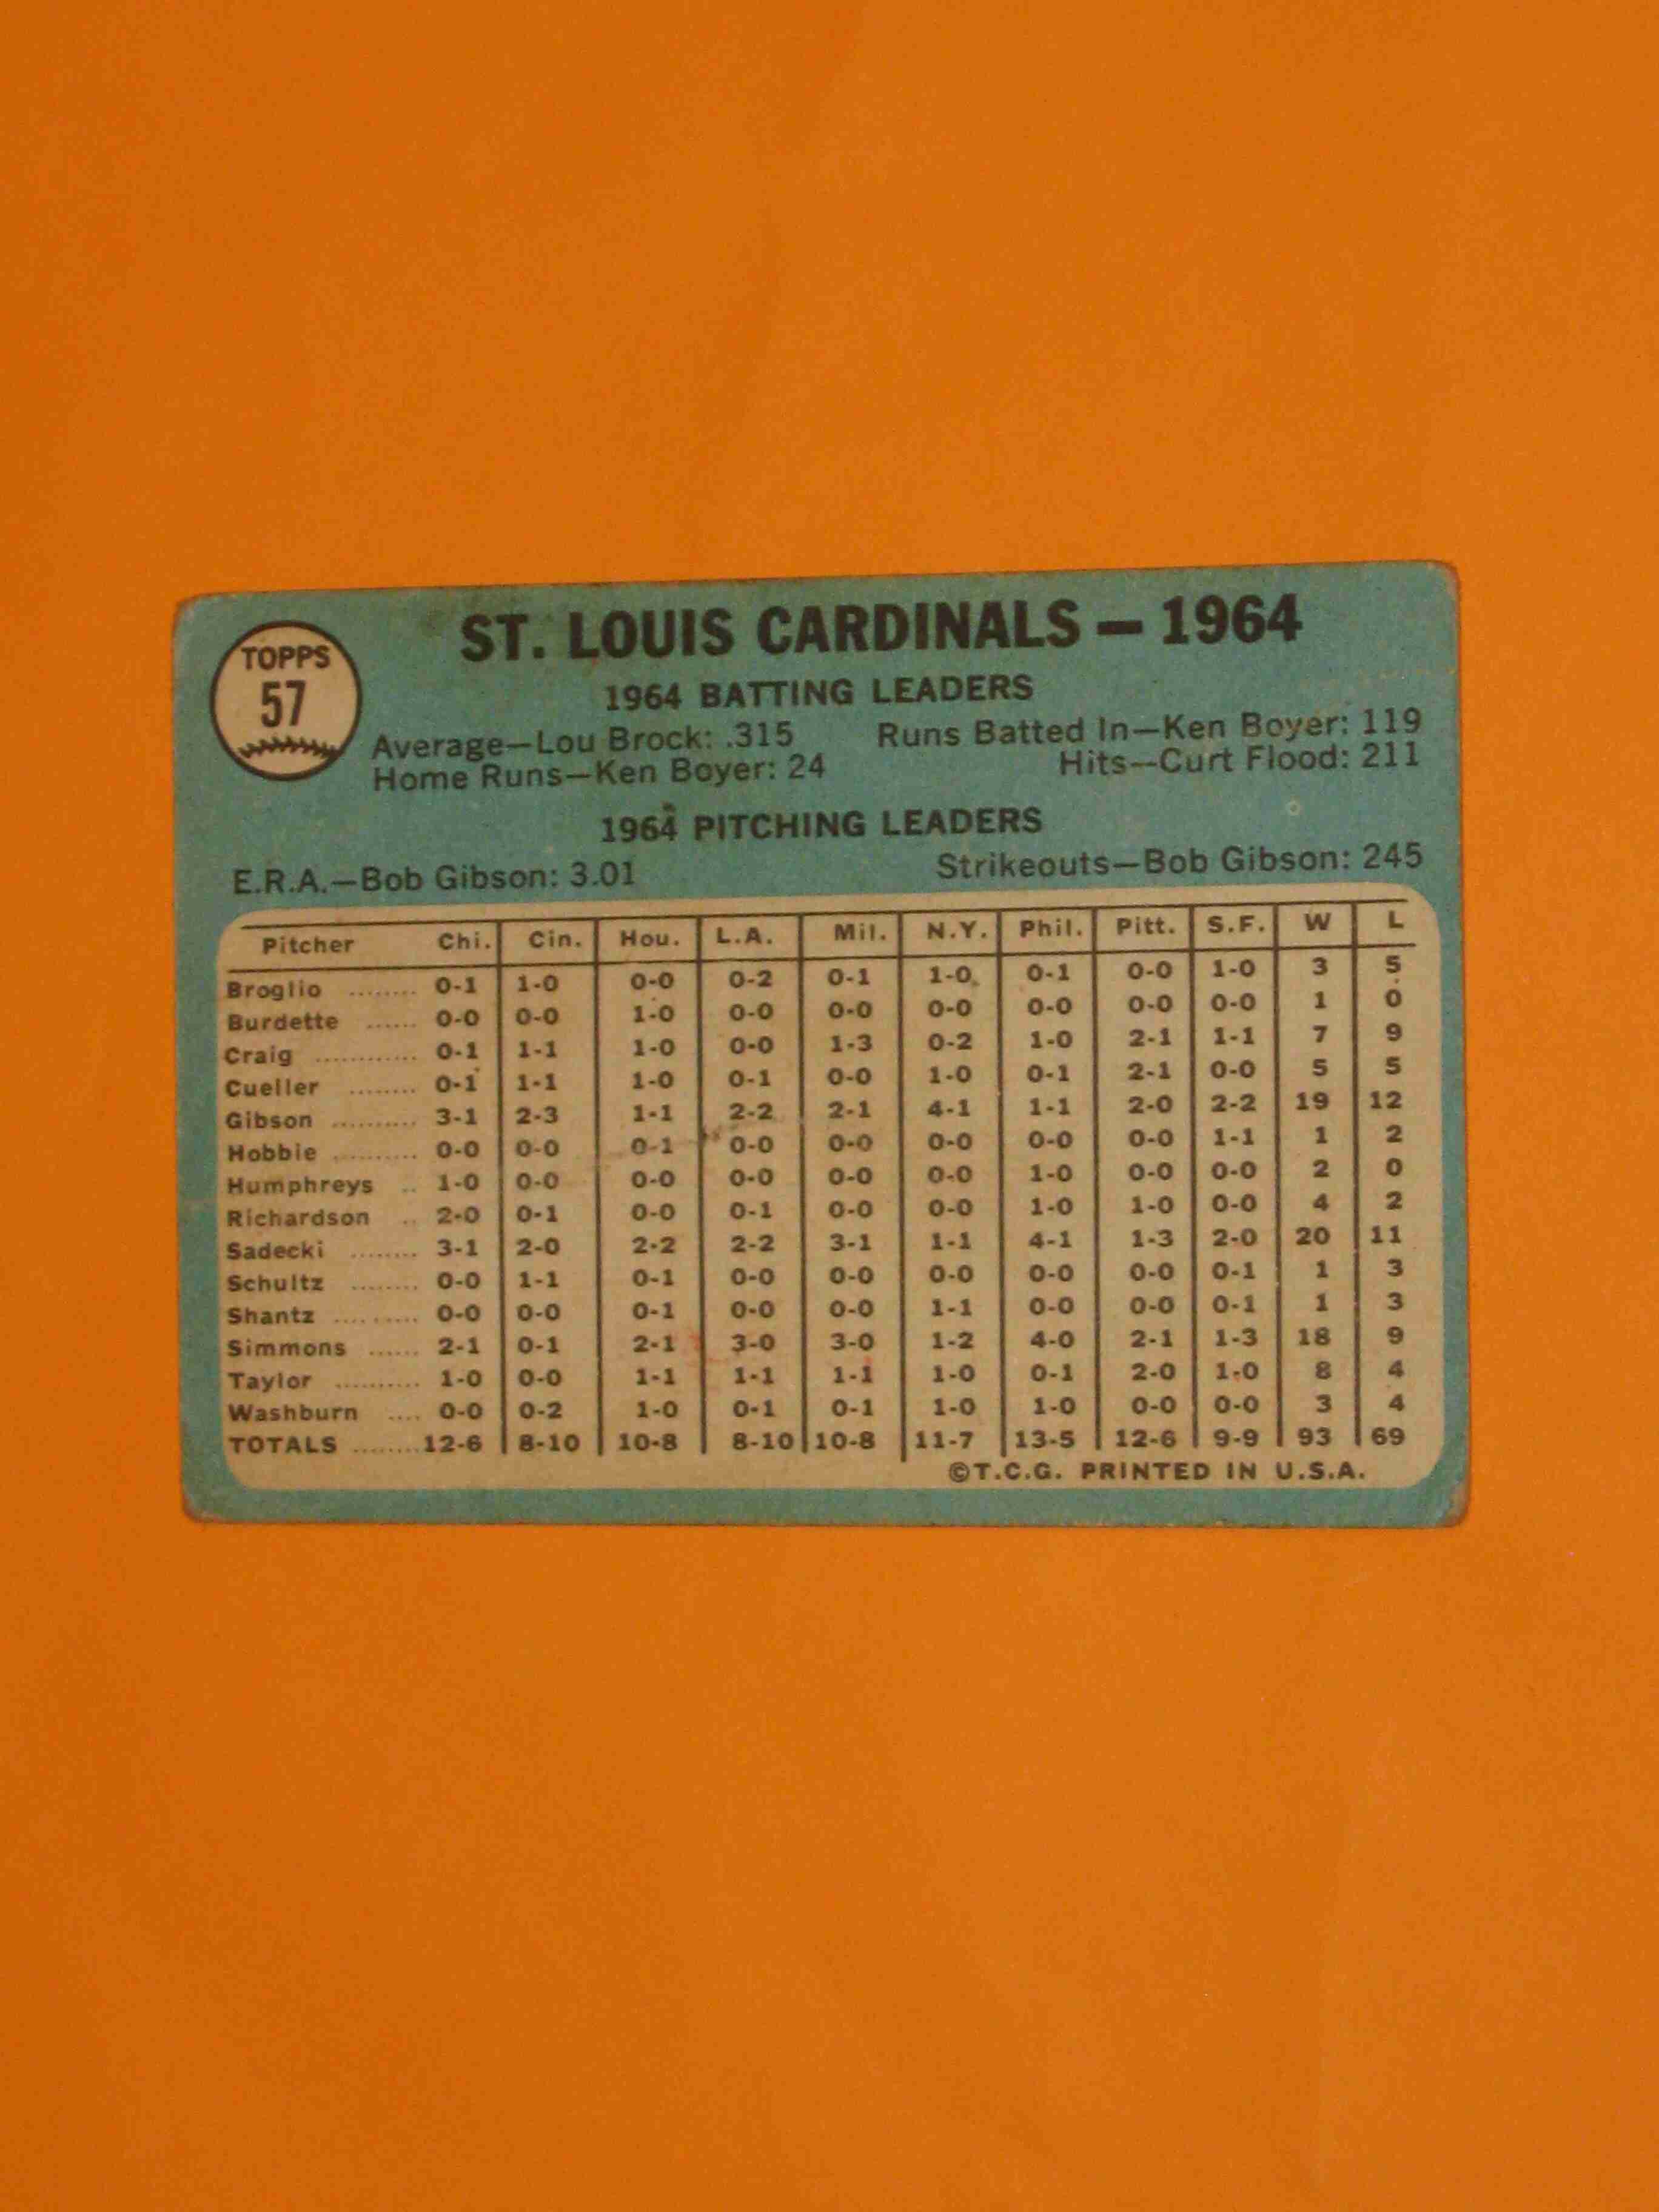 TOPPS
57
ST. LOUIS CARDINALS — 1964
1964 BATTING LEADERS
Average—Lou Brock: .315 Runs Batted In—Ken Boyer: 119
Home Runs—Ken Boyer: 24 Hits—Curt Flood: 211
1964 PITCHING LEADERS
E.R.A.—Bob Gibson: 3.01 Strikeouts—Bob Gibson: 245
Pitcher Chi. Cin. Hou. L.A. Mil. N.Y. Phil. Pitt. S.F. W L
Broglio ........ 0-1 1-0 0-0 0-2 0-1 1-0 0-1 0-0 1-0 3 5
Burdette ...... 0-0 0-0 1-0 0-0 0-0 0-0 0-0 0-0 0-0 1 0
Craig ............ 0-1 1-1 1-0 0-0 1-3 0-2 1-0 2-1 1-1 7 9
Cueller ........ 0-1 1-1 1-0 0-1 0-0 1-0 0-1 2-1 0-0 5 5
Gibson .......... 3-1 2-3 1-1 2-2 2-1 4-1 1-1 2-0 2-2 19 12
Hobbie .......... 0-0 0-0 0-1 0-0 0-0 0-0 0-0 0-0 1-1 1 2
Humphreys .. 1-0 0-0 0-0 0-0 0-0 0-0 1-0 0-0 0-0 2 0
Richardson .. 2-0 0-1 0-0 0-1 0-0 0-0 1-0 1-0 0-0 4 2
Sadecki ........ 3-1 2-0 2-2 2-2 3-1 1-1 4-1 1-3 2-0 20 11
Schultz ........ 0-0 1-1 0-1 0-0 0-0 0-0 0-0 0-0 0-1 1 3
Shantz .......... 0-0 0-0 0-1 0-0 0-0 1-1 0-0 0-0 0-1 1 3
Simmons ...... 2-1 0-1 2-1 3-0 3-0 1-2 4-0 2-1 1-3 18 9
Taylor .......... 1-0 0-0 1-1 1-1 1-1 1-0 0-1 2-0 1-0 8 4
Washburn .... 0-0 0-2 1-0 0-1 0-1 1-0 1-0 0-0 0-0 3 4
TOTALS ........ 12-6 8-10 10-8 8-10 10-8 11-7 13-5 12-6 9-9 93 69
©T.C.G. PRINTED IN U.S.A.